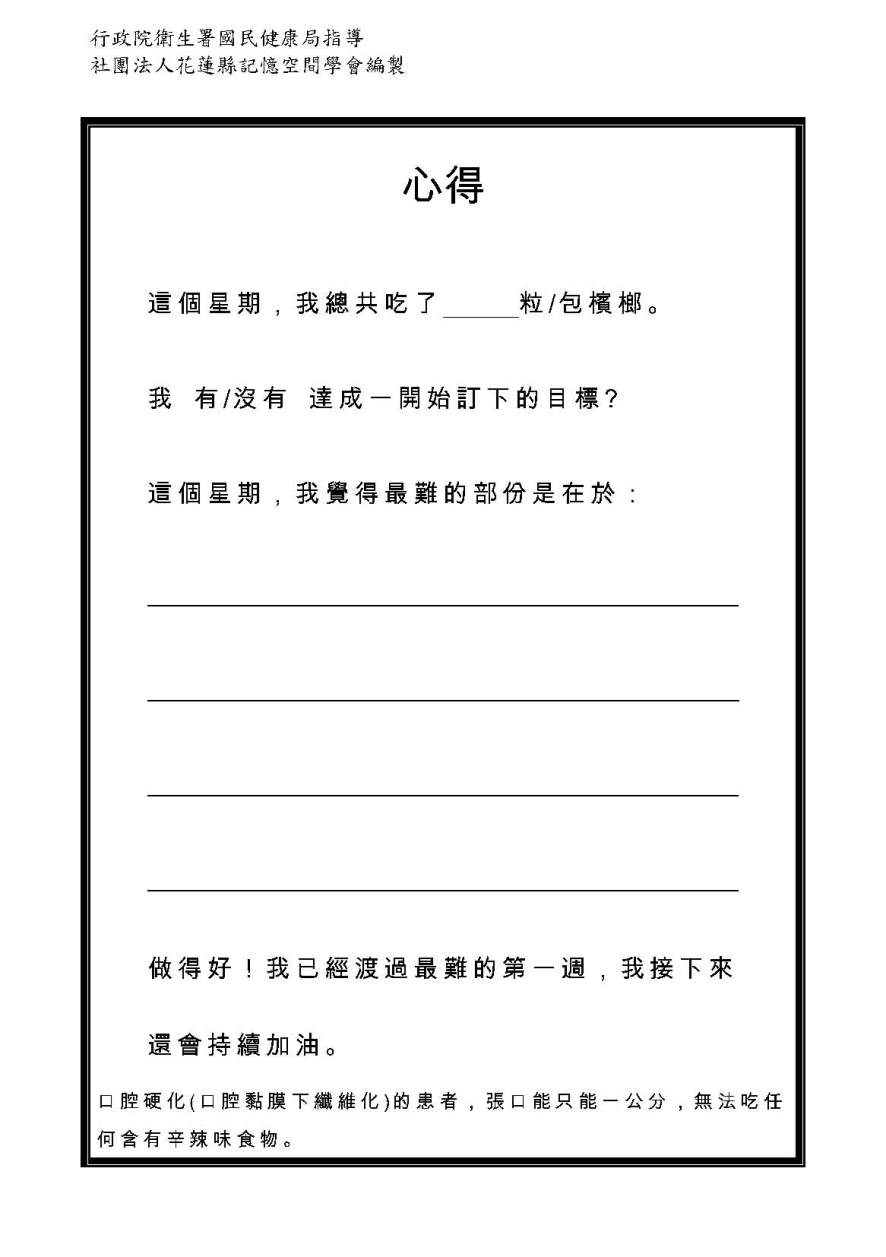 行政院衛生署國民健康局指導
社團法人花蓮縣記憶空間學會編製
心得
這個星期，我總共吃了______粒/包檳榔。
我 有/沒有 達成一開始訂下的目標？
這個星期，我覺得最難的部份是在於：
做得好！我已經渡過最難的第一週，我接下來
還會持續加油。
口腔硬化(口腔黏膜下纖維化)的患者，張口能只能一公分，無法吃任
何含有辛辣味食物。